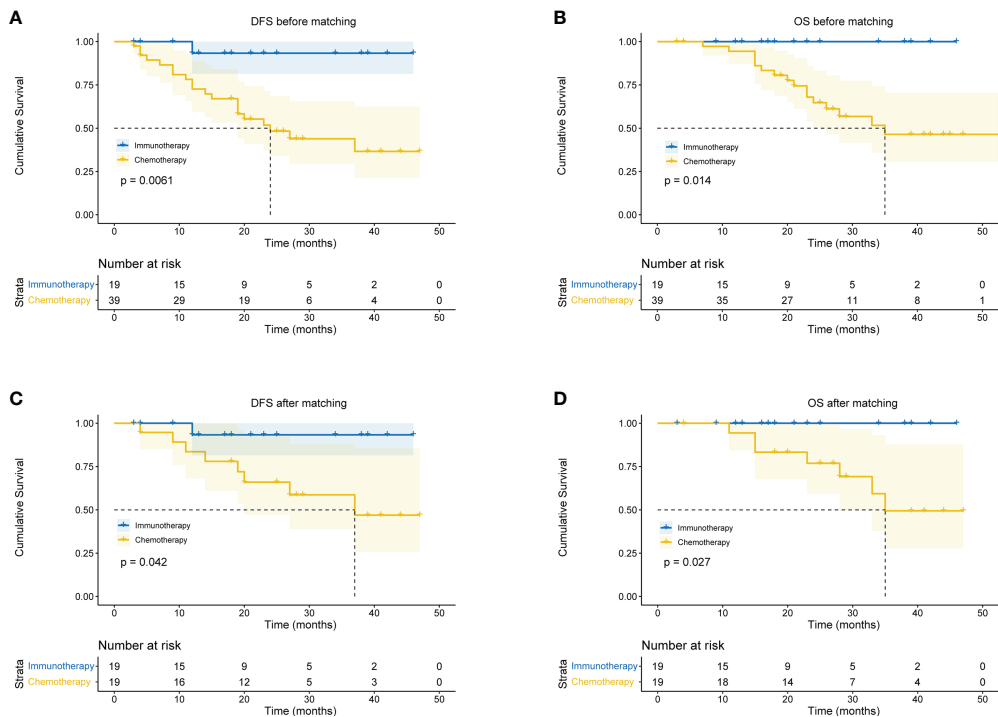 A
DFS before matching
Cumulative Survival
1.00
0.75
0.50
0.25
0.00
Immunotherapy
Chemotherapy
p = 0.0061
0 10 20 30 40 50
Time (months)
Number at risk
Strata
Immunotherapy 19 15 9 5 2 0
Chemotherapy 39 29 19 6 4 0
0 10 20 30 40 50
Time (months)
B
OS before matching
Cumulative Survival
1.00
0.75
0.50
0.25
0.00
Immunotherapy
Chemotherapy
p = 0.014
0 10 20 30 40 50
Time (months)
Number at risk
Strata
Immunotherapy 19 15 9 5 2 0
Chemotherapy 39 35 27 11 8 1
0 10 20 30 40 50
Time (months)
C
DFS after matching
Cumulative Survival
1.00
0.75
0.50
0.25
0.00
Immunotherapy
Chemotherapy
p = 0.042
0 10 20 30 40 50
Time (months)
Number at risk
Strata
Immunotherapy 19 15 9 5 2 0
Chemotherapy 19 16 12 5 3 0
0 10 20 30 40 50
Time (months)
D
OS after matching
Cumulative Survival
1.00
0.75
0.50
0.25
0.00
Immunotherapy
Chemotherapy
p = 0.027
0 10 20 30 40 50
Time (months)
Number at risk
Strata
Immunotherapy 19 15 9 5 2 0
Chemotherapy 19 18 14 7 4 0
0 10 20 30 40 50
Time (months)